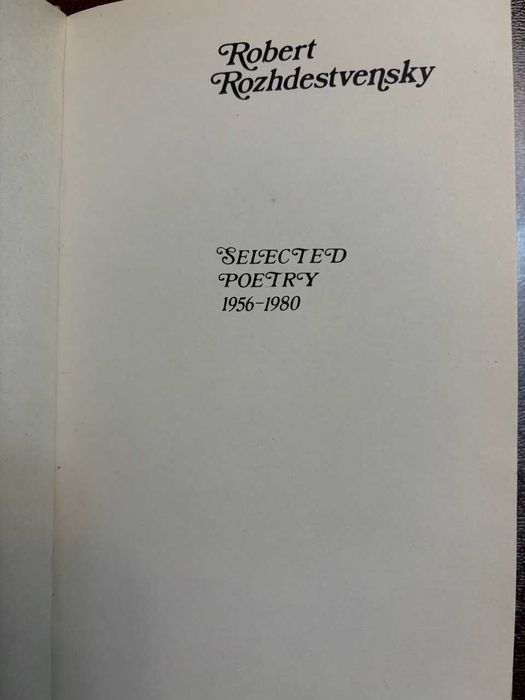 Robert
Rozhdestvensky
SELECTED
POETRY
1956-1980